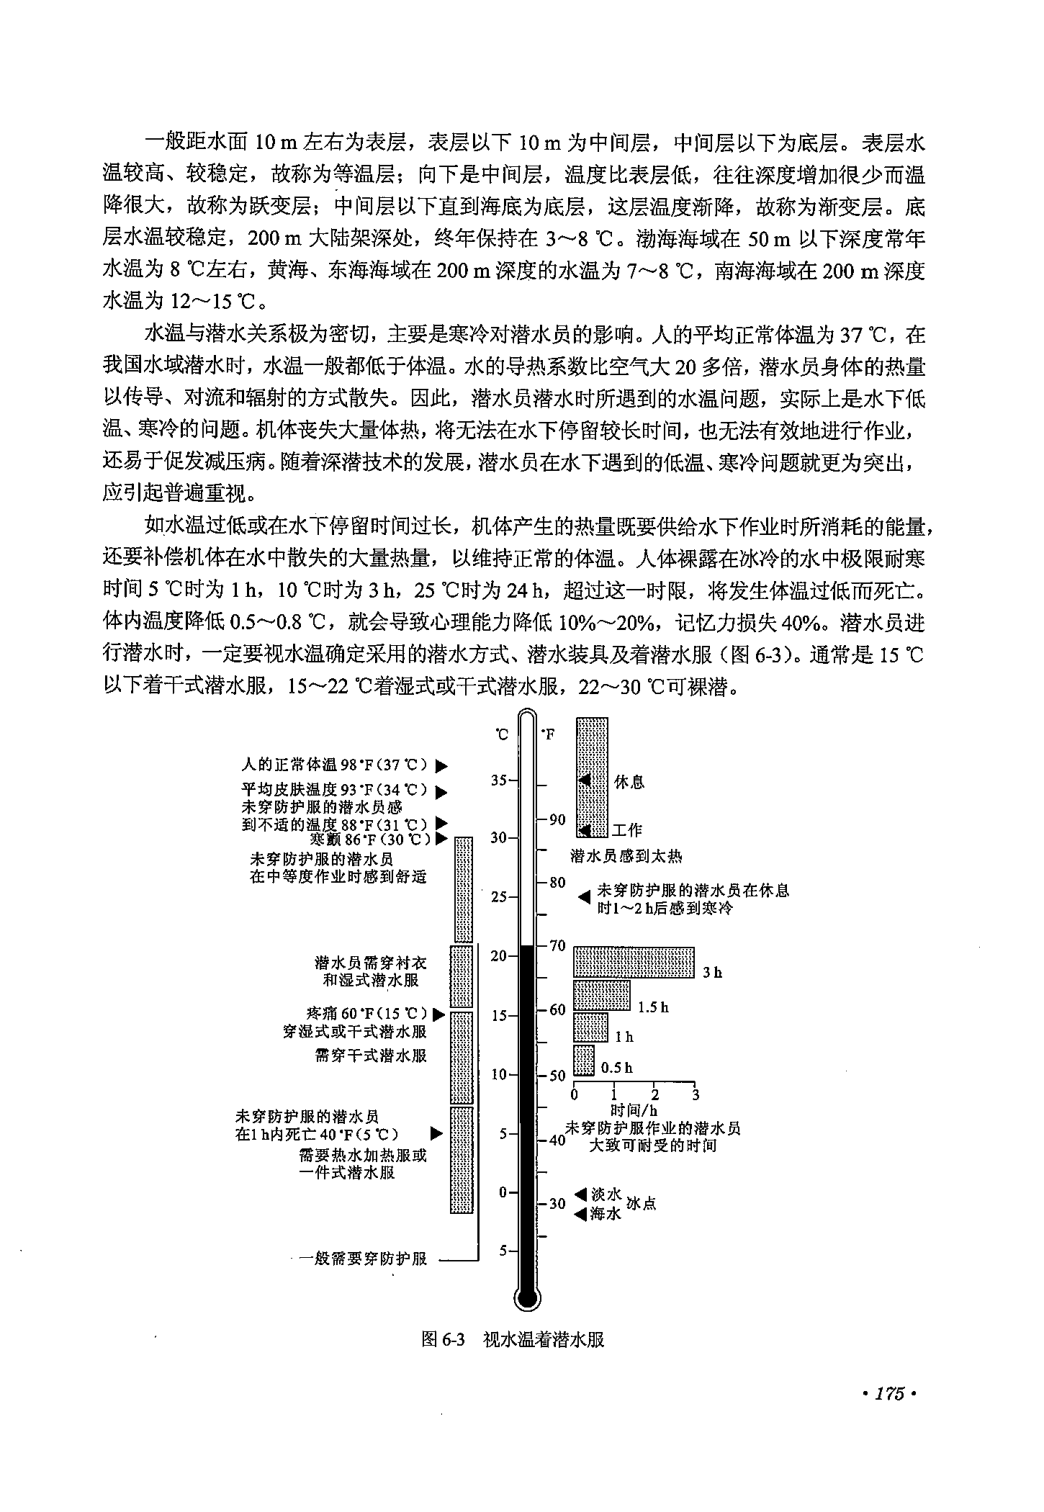 一般距水面 10 m 左右为表层，表层以下 10 m 为中间层，中间层以下为底层。表层水
温较高、较稳定，故称为等温层；向下是中间层，温度比表层低，往往深度增加很少而温
降很大，故称为跃变层；中间层以下直到海底为底层，这层温度渐降，故称为渐变层。底
层水温较稳定，200 m 大陆架深处，终年保持在 3～8 ℃。渤海海域在 50 m 以下深度常年
水温为 8 ℃左右，黄海、东海海域在 200 m 深度的水温为 7～8 ℃，南海海域在 200 m 深度
水温为 12～15 ℃。
水温与潜水关系极为密切，主要是寒冷对潜水员的影响。人的平均正常体温为 37 ℃，在
我国水域潜水时，水温一般都低于体温。水的导热系数比空气大 20 多倍，潜水员身体的热量
以传导、对流和辐射的方式散失。因此，潜水员潜水时所遇到的水温问题，实际上是水下低
温、寒冷的问题。机体丧失大量体热，将无法在水下停留较长时间，也无法有效地进行作业，
还易于促发减压病。随着深潜技术的发展，潜水员在水下遇到的低温、寒冷问题就更为突出，
应引起普遍重视。
如水温过低或在水下停留时间过长，机体产生的热量既要供给水下作业时所消耗的能量，
还要补偿机体在水中散失的大量热量，以维持正常的体温。人体裸露在冰冷的水中极限耐寒
时间 5 ℃时为 1 h，10 ℃时为 3 h，25 ℃时为 24 h，超过这一时限，将发生体温过低而死亡。
体内温度降低 0.5～0.8 ℃，就会导致心理能力降低 10%～20%，记忆力损失 40%。潜水员进
行潜水时，一定要视水温确定采用的潜水方式、潜水装具及着潜水服（图 6-3）。通常是 15 ℃
以下着干式潜水服，15～22 ℃着湿式或干式潜水服，22～30 ℃可裸潜。
℃ °F
人的正常体温 98°F(37 ℃)
平均皮肤温度 93°F(34 ℃)
未穿防护服的潜水员感
到不适的温度 88°F(31 ℃)
寒颤 86°F(30 ℃)
未穿防护服的潜水员
在中等度作业时感到舒适
潜水员需穿衬衣
和湿式潜水服
疼痛 60°F(15 ℃)
穿湿式或干式潜水服
需穿干式潜水服
未穿防护服的潜水员
在1 h内死亡 40°F(5 ℃)
需要热水加热服或
一件式潜水服
一般需要穿防护服
35
30
25
20
15
10
5
0
5
90
80
70
60
50
40
30
休息
工作
潜水员感到太热
未穿防护服的潜水员在休息
时1～2 h后感到寒冷
3 h
1.5 h
1 h
0.5 h
0 1 2 3
时间/h
未穿防护服作业的潜水员
大致可耐受的时间
淡水
海水
冰点
图 6-3 视水温着潜水服
· 175 ·